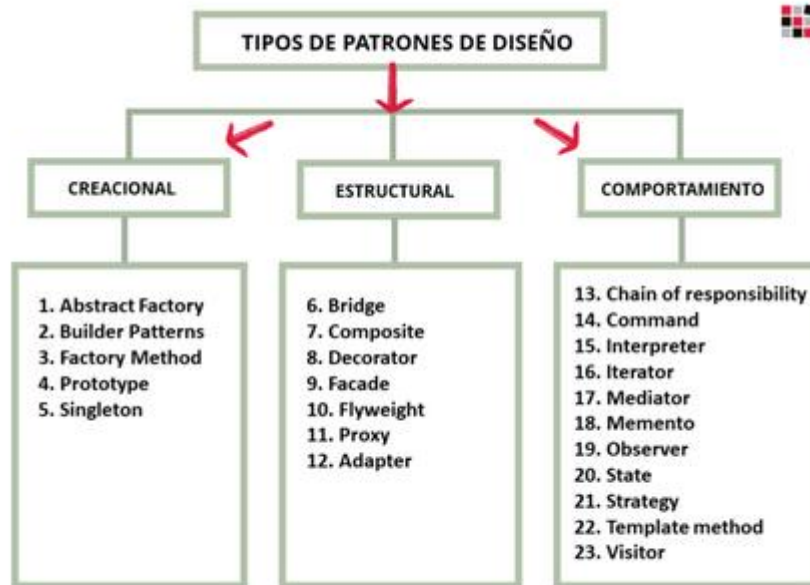 TIPOS DE PATRONES DE DISEÑO
CREACIONAL
ESTRUCTURAL
COMPORTAMIENTO
1. Abstract Factory
2. Builder Patterns
3. Factory Method
4. Prototype
5. Singleton
6. Bridge
7. Composite
8. Decorator
9. Facade
10. Flyweight
11. Proxy
12. Adapter
13. Chain of responsibility
14. Command
15. Interpreter
16. Iterator
17. Mediator
18. Memento
19. Observer
20. State
21. Strategy
22. Template method
23. Visitor